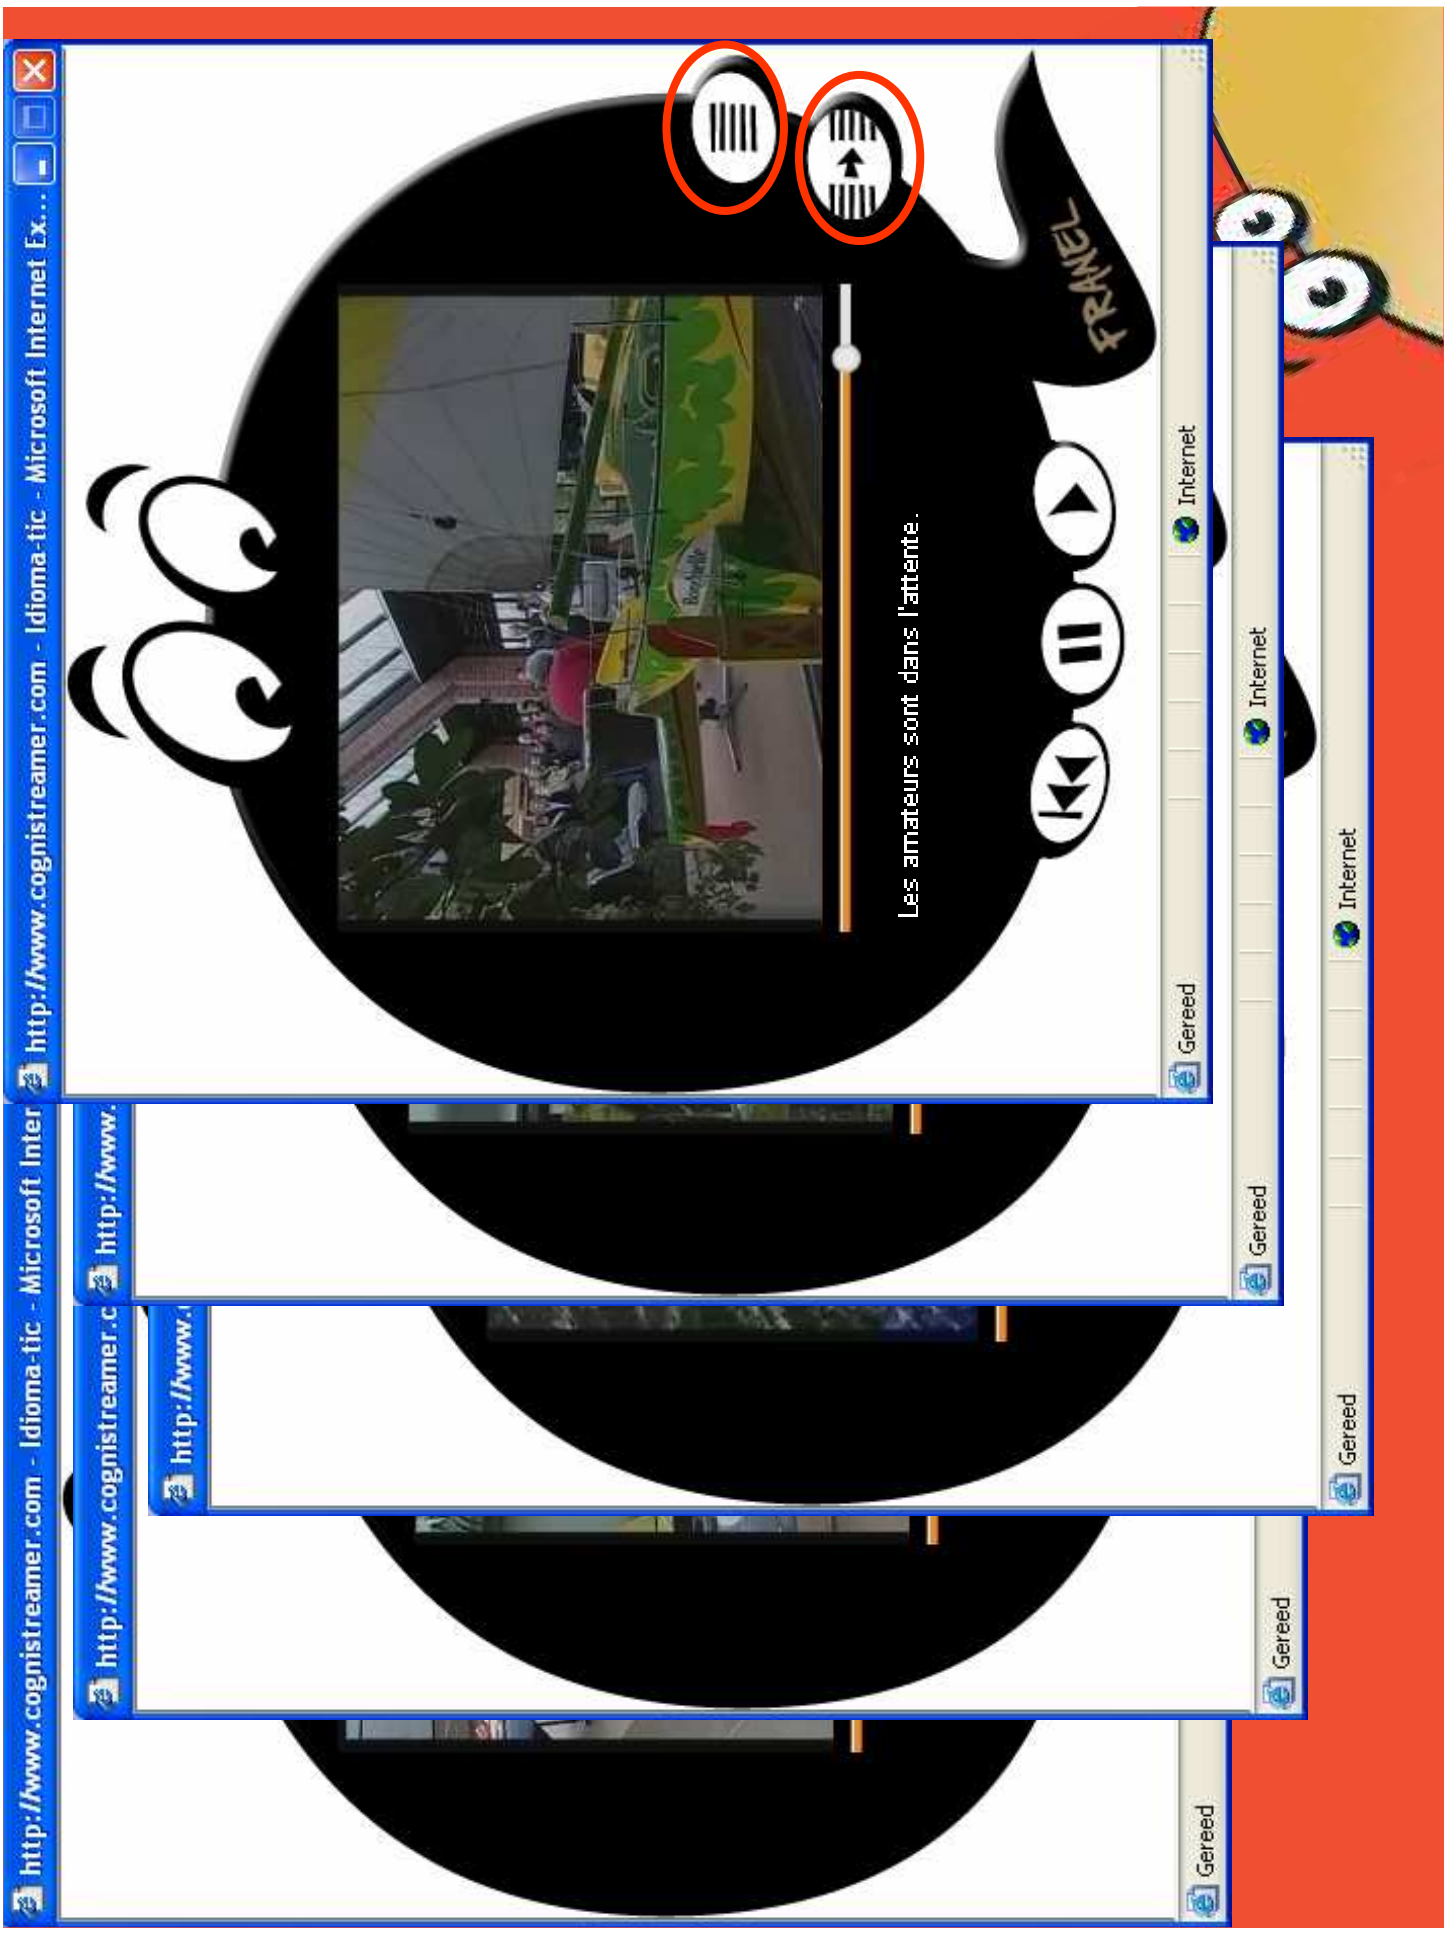 http://www.cognistreamer.com - Idioma-tic - Microsoft Internet Ex...
FRANEL
Les amateurs sont dans l'attente.
Gereed
Internet
http://www.
Gereed
Internet
http://www.c
Gereed
Internet
http://www.cognistreamer.c
Gereed
http://www.cognistreamer.com - Idioma-tic - Microsoft Inter
Gereed